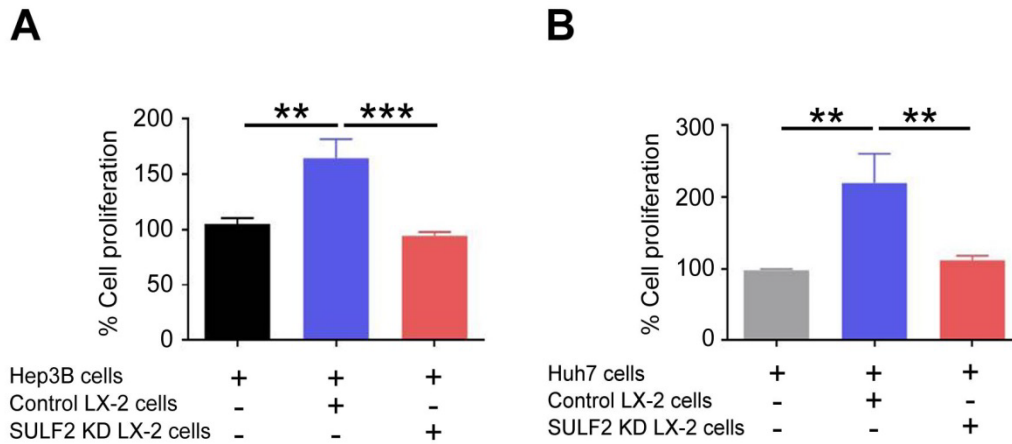 A
% Cell proliferation
200
150
100
50
0
** ***
Hep3B cells + + +
Control LX-2 cells - + -
SULF2 KD LX-2 cells - - +
B
% Cell proliferation
300
200
100
0
** **
Huh7 cells + + +
Control LX-2 cells - + -
SULF2 KD LX-2 cells - - +